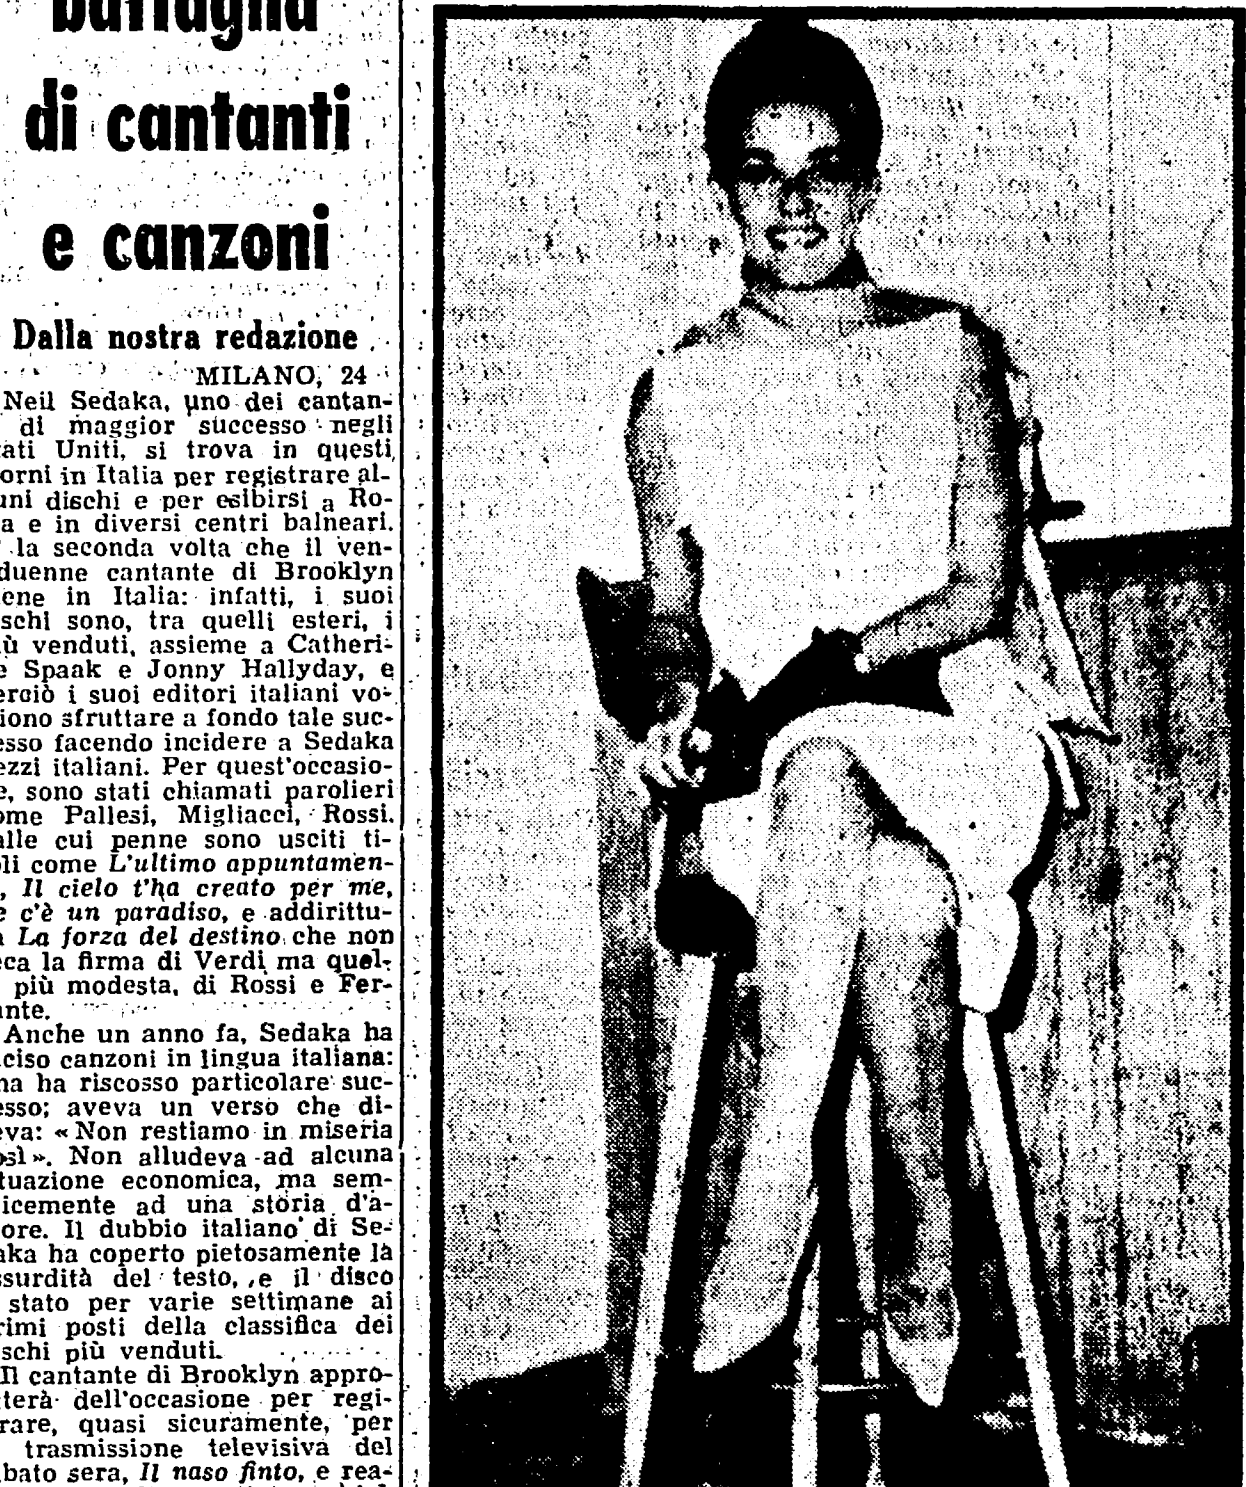 battaglia
di cantanti
e canzoni
Dalla nostra redazione
MILANO, 24
Neil Sedaka, uno dei cantan-
di maggior successo negli
ati Uniti, si trova in questi
orni in Italia per registrare al-
uni dischi e per esibirsi a Ro-
a e in diversi centri balneari.
la seconda volta che il ven-
duenne cantante di Brooklyn
ene in Italia: infatti, i suoi
schi sono, tra quelli esteri, i
ù venduti, assieme a Catheri-
e Spaak e Jonny Hallyday, e
erciò i suoi editori italiani vo-
iono sfruttare a fondo tale suc-
esso facendo incidere a Sedaka
ezzi italiani. Per quest'occasio-
e, sono stati chiamati parolieri
ome Pallesi, Migliacci, Rossi.
alle cui penne sono usciti ti-
oli come L'ultimo appuntamen-
, Il cielo t'ha creato per me,
e c'è un paradiso, e addirittu-
a La forza del destino che non
eca la firma di Verdi ma quel-
più modesta, di Rossi e Fer-
ante.
Anche un anno fa, Sedaka ha
ciso canzoni in lingua italiana:
na ha riscosso particolare suc-
esso; aveva un verso che di-
eva: «Non restiamo in miseria
osì». Non alludeva ad alcuna
tuazione economica, ma sem-
icemente ad una storia d'a-
ore. Il dubbio italiano di Se-
aka ha coperto pietosamente la
ssurdità del testo, e il disco
stato per varie settimane ai
rimi posti della classifica dei
schi più venduti.
Il cantante di Brooklyn appro-
tterà dell'occasione per regi-
rare, quasi sicuramente, per
trasmissione televisiva del
bato sera, Il naso finto, e rea-